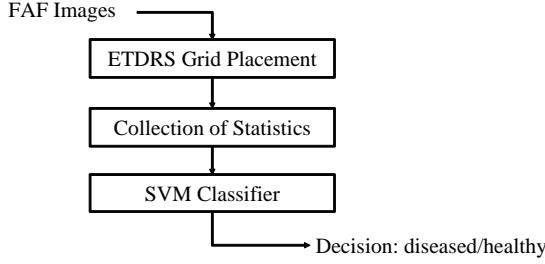 FAF Images
ETDRS Grid Placement
Collection of Statistics
SVM Classifier
Decision: diseased/healthy